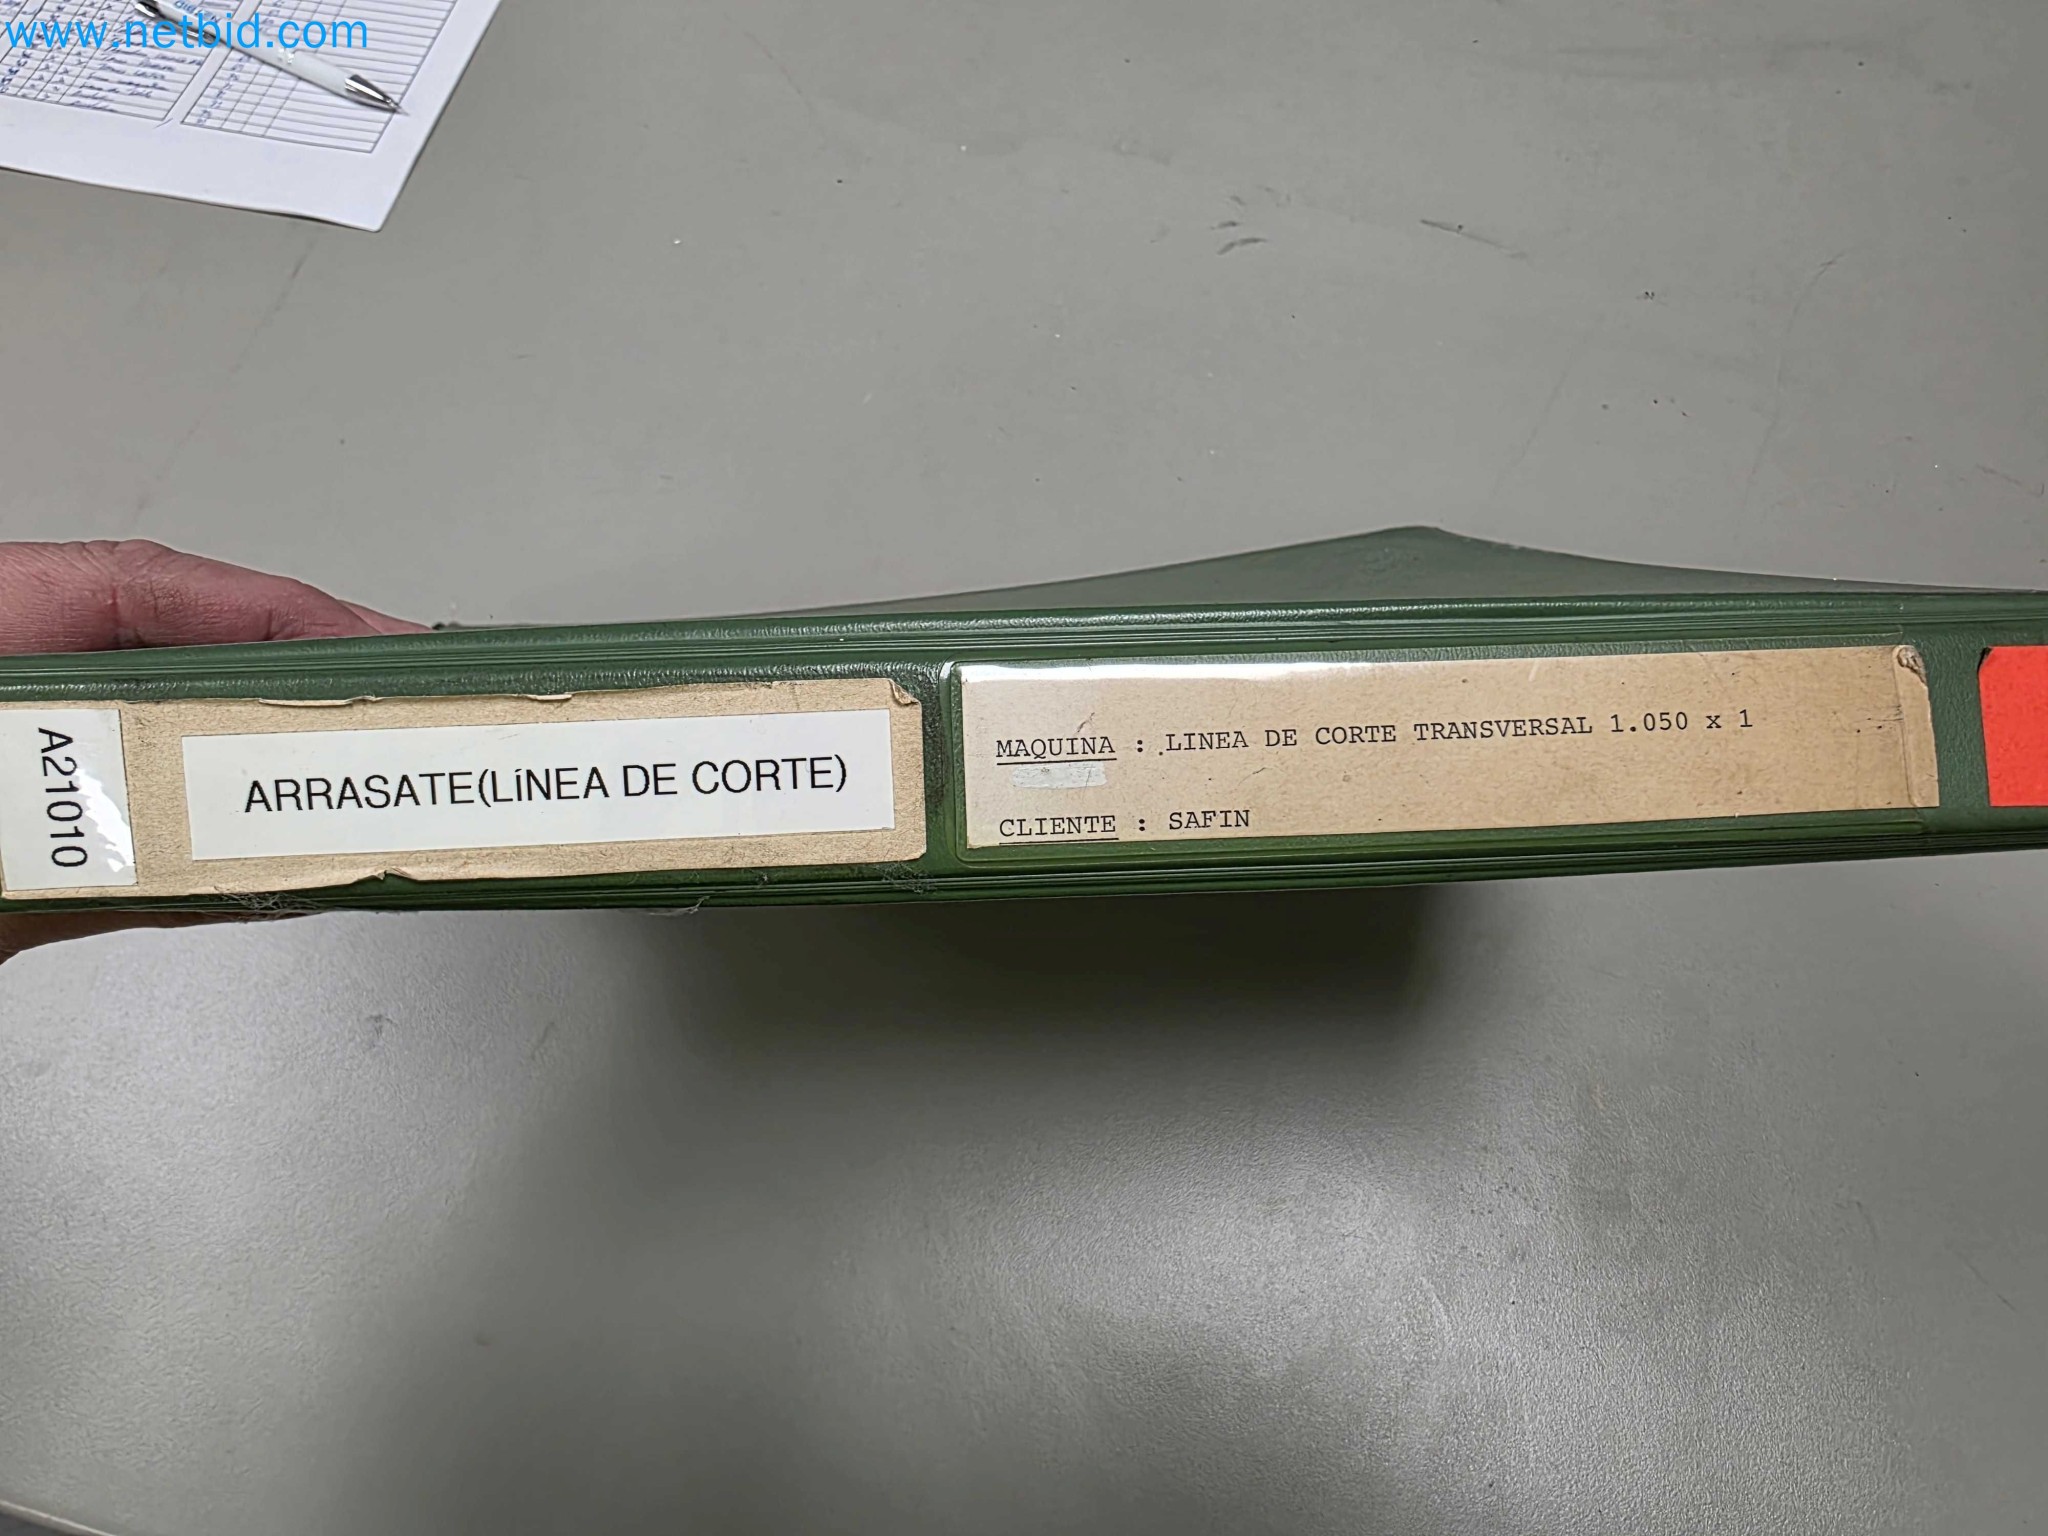 www.netbid.com
A21010
ARRASATE(LíNEA DE CORTE)
MAQUINA : LINEA DE CORTE TRANSVERSAL 1.050 x 1
CLIENTE : SAFIN